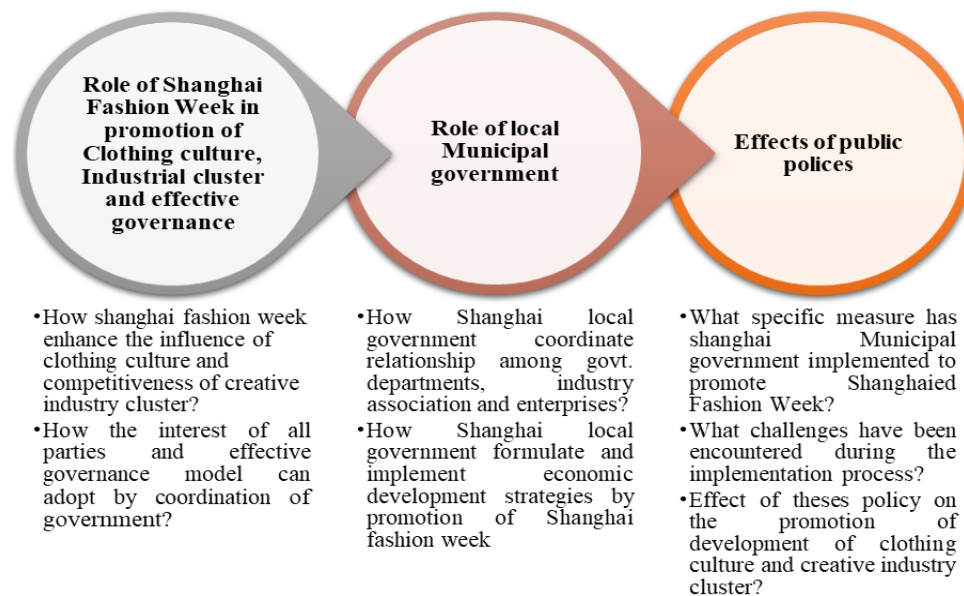 Role of Shanghai
Fashion Week in
promotion of
Clothing culture,
Industrial cluster
and effective
governance
Role of local
Municipal
government
Effects of public
polices
•How shanghai fashion week
enhance the influence of
clothing culture and
competitiveness of creative
industry cluster?
•How the interest of all
parties and effective
governance model can
adopt by coordination of
government?
•How Shanghai local
government coordinate
relationship among govt.
departments, industry
association and enterprises?
•How Shanghai local
government formulate and
implement economic
development strategies by
promotion of Shanghai
fashion week
•What specific measure has
shanghai Municipal
government implemented to
promote Shanghaied
Fashion Week?
•What challenges have been
encountered during the
implementation process?
•Effect of theses policy on
the promotion of
development of clothing
culture and creative industry
cluster?